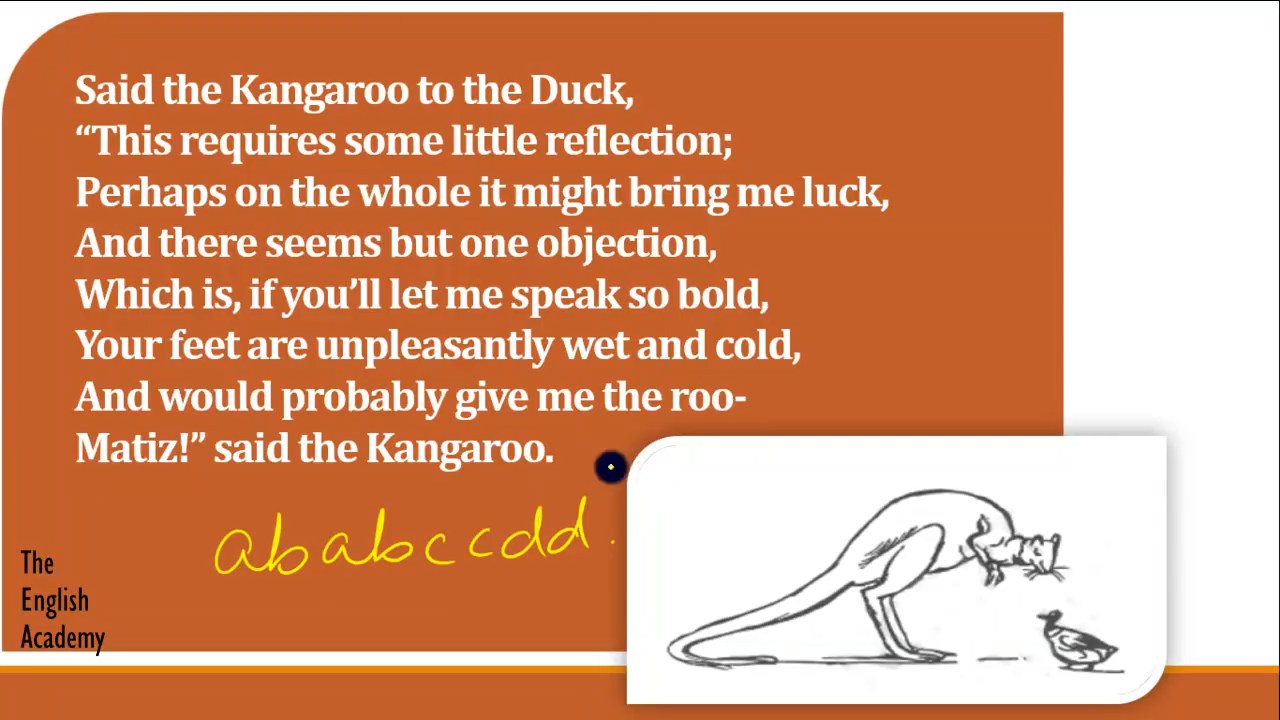 Said the Kangaroo to the Duck,
“This requires some little reflection;
Perhaps on the whole it might bring me luck,
And there seems but one objection,
Which is, if you’ll let me speak so bold,
Your feet are unpleasantly wet and cold,
And would probably give me the roo-
Matiz!” said the Kangaroo.
ababccdd.
The
English
Academy